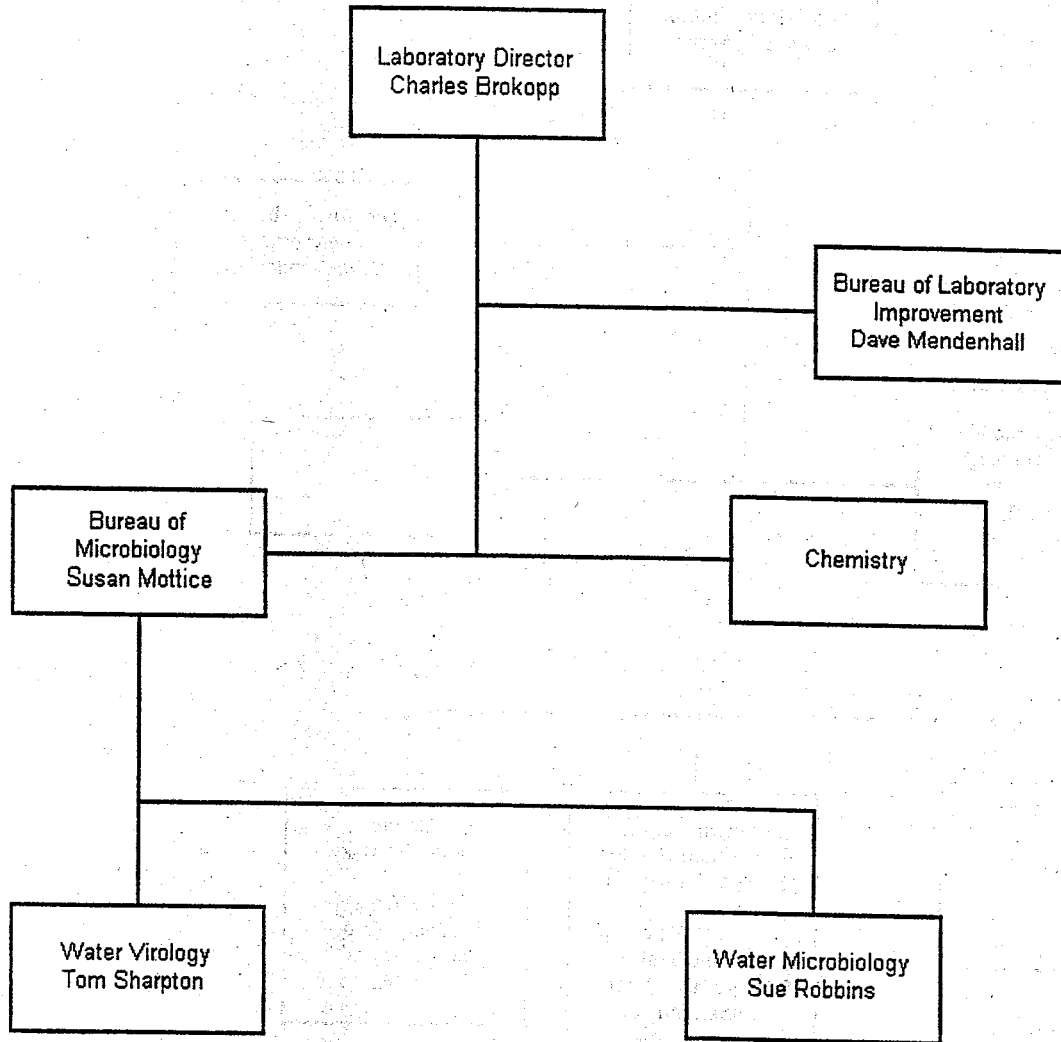 Laboratory Director
Charles Brokopp
Bureau of Laboratory
Improvement
Dave Mendenhall
Bureau of
Microbiology
Susan Mottice
Chemistry
Water Virology
Tom Sharpton
Water Microbiology
Sue Robbins